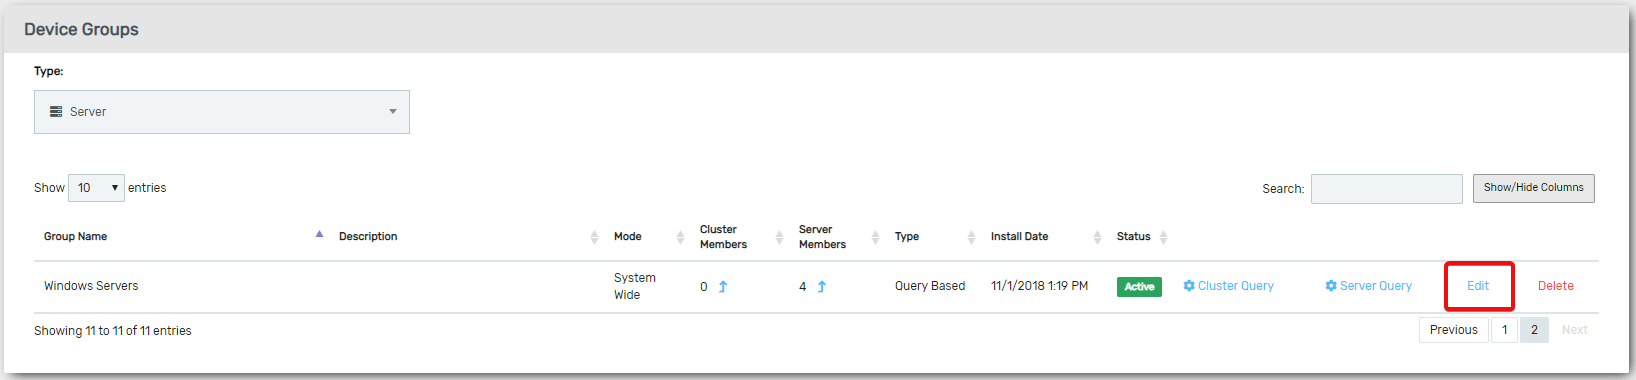 Device Groups
Type:
Server
Show 10 entries
Search: Show/Hide Columns
Group Name Description Mode Cluster Members Server Members Type Install Date Status
Windows Servers System Wide 0 4 Query Based 11/1/2018 1:19 PM Active Cluster Query Server Query Edit Delete
Showing 11 to 11 of 11 entries
Previous 1 2 Next